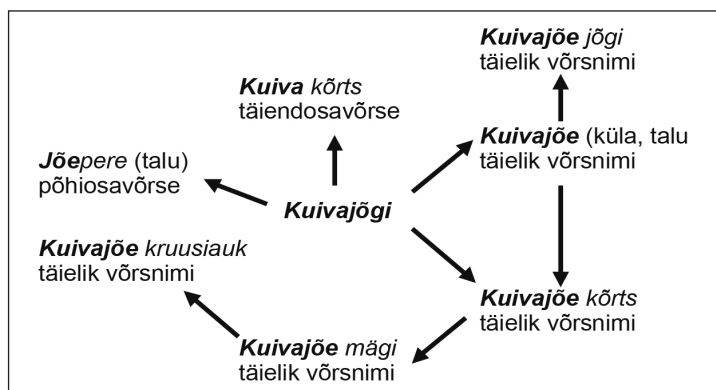 Kuivajõe jõgi
täielik võrsnimi
Kuiva kõrts
täiendosavõrse
Kuivajõe (küla, talu
täielik võrsnimi
Jõepere (talu)
põhiosavõrse
Kuivajõgi
Kuivajõe kruusiauk
täielik võrsnimi
Kuivajõe kõrts
täielik võrsnimi
Kuivajõe mägi
täielik võrsnimi